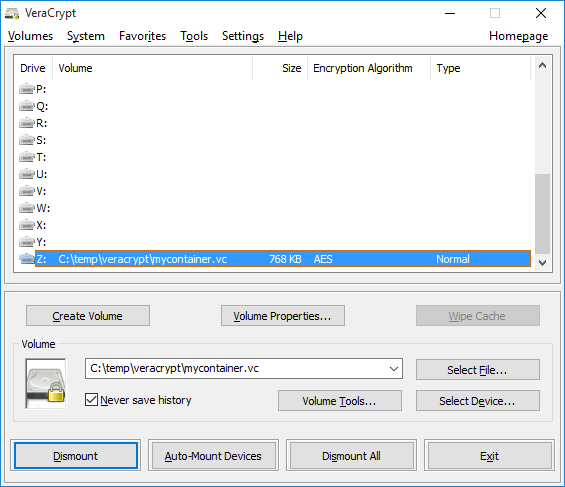 VeraCrypt
Volumes System Favorites Tools Settings Help Homepage
Drive Volume Size Encryption Algorithm Type
P:
Q:
R:
S:
T:
U:
V:
W:
X:
Y:
Z: C:\temp\veracrypt\mycontainer.vc 768 KB AES Normal
Create Volume Volume Properties... Wipe Cache
Volume
C:\temp\veracrypt\mycontainer.vc Select File...
Never save history Volume Tools... Select Device...
Dismount Auto-Mount Devices Dismount All Exit